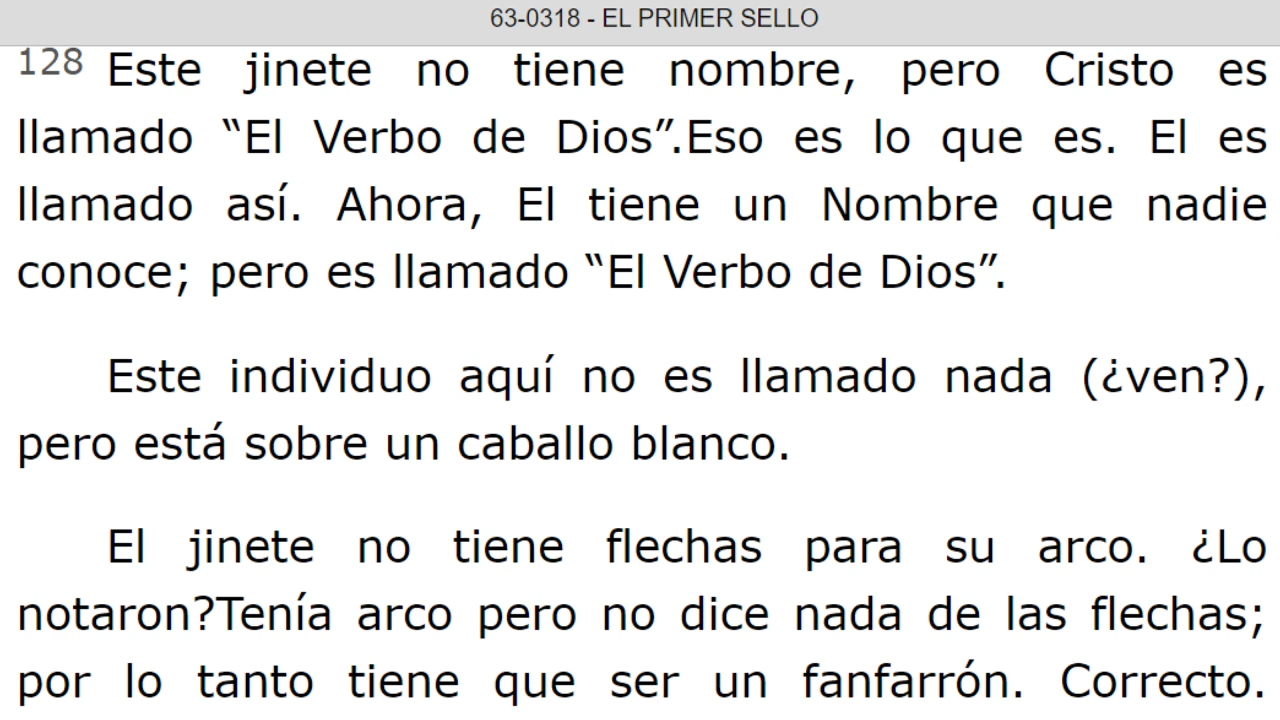 63-0318 - EL PRIMER SELLO
128 Este jinete no tiene nombre, pero Cristo es
llamado “El Verbo de Dios”.Eso es lo que es. El es
llamado así. Ahora, El tiene un Nombre que nadie
conoce; pero es llamado “El Verbo de Dios”.
Este individuo aquí no es llamado nada (¿ven?),
pero está sobre un caballo blanco.
El jinete no tiene flechas para su arco. ¿Lo
notaron?Tenía arco pero no dice nada de las flechas;
por lo tanto tiene que ser un fanfarrón. Correcto.